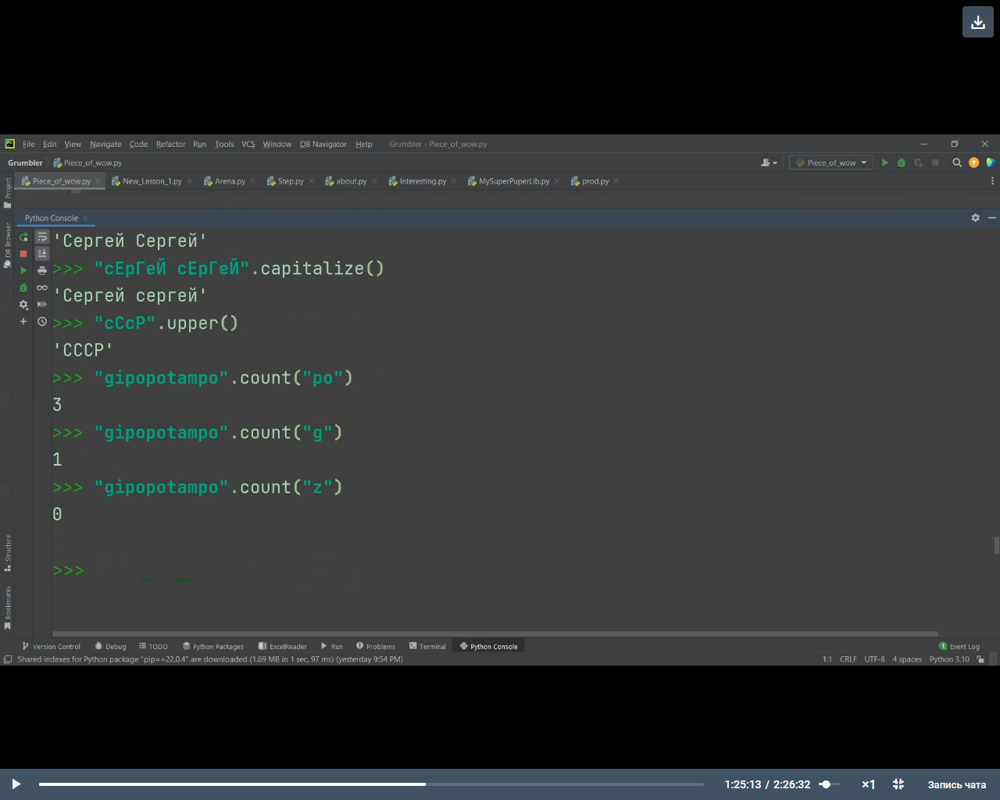 File Edit View Navigate Code Refactor Run Tools VCS Window DB Navigator Help Grumbler - Piece_of_wow.py
Grumbler Piece_of_wow.py Piece_of_wow
Piece_of_wow.py New_Lesson_1.py Arena.py Step.py about.py Interesting.py MySuperPuperLib.py prod.py
Project
DB Browser
Python Console
'Сергей Сергей'
>>> "сЕрГеЙ сЕрГеЙ".capitalize()
'Сергей сергей'
>>> "сСсР".upper()
'СССР'
>>> "gipopotampo".count("po")
3
>>> "gipopotampo".count("g")
1
>>> "gipopotampo".count("z")
0
>>>
Structure
Bookmarks
Version Control Debug TODO Python Packages ExcelReader Run Problems Terminal Python Console 1 Event Log
Shared indexes for Python package "pip==22.0.4" are downloaded (1.69 MB in 1 sec, 97 ms) (yesterday 9:54 PM) 1:1 CRLF UTF-8 4 spaces Python 3.10
1:25:13 / 2:26:32 ×1 Запись чата